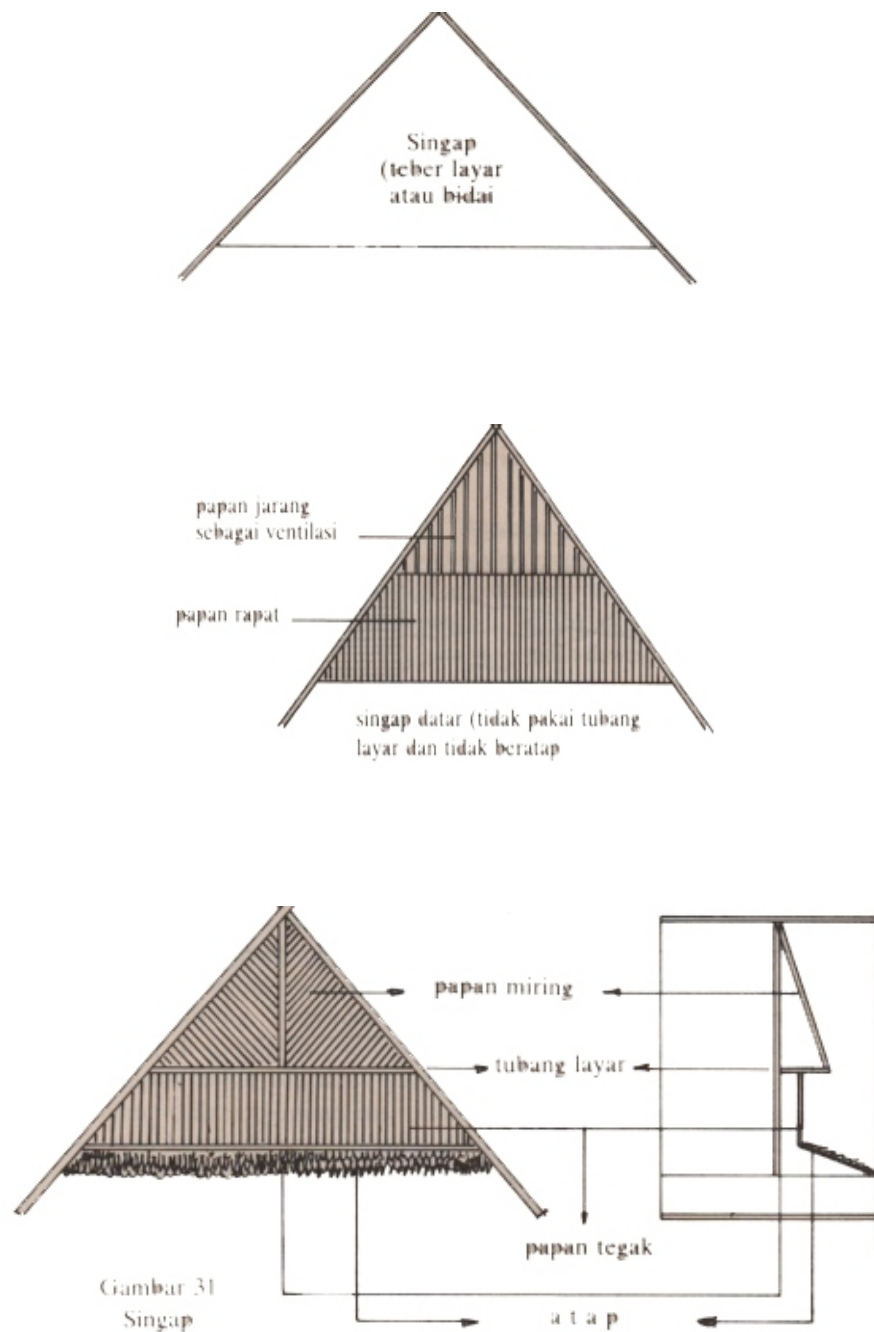 Singap
(teber layar
atau bidai
papan jarang
sebagai ventilasi
papan rapat
singap datar (tidak pakai tubang
layar dan tidak beratap
papan miring
tubang layar
papan tegak
Gambar 31
Singap
a t a p